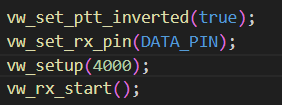 vw_set_ptt_inverted(true);
vw_set_rx_pin(DATA_PIN);
vw_setup(4000);
vw_rx_start();